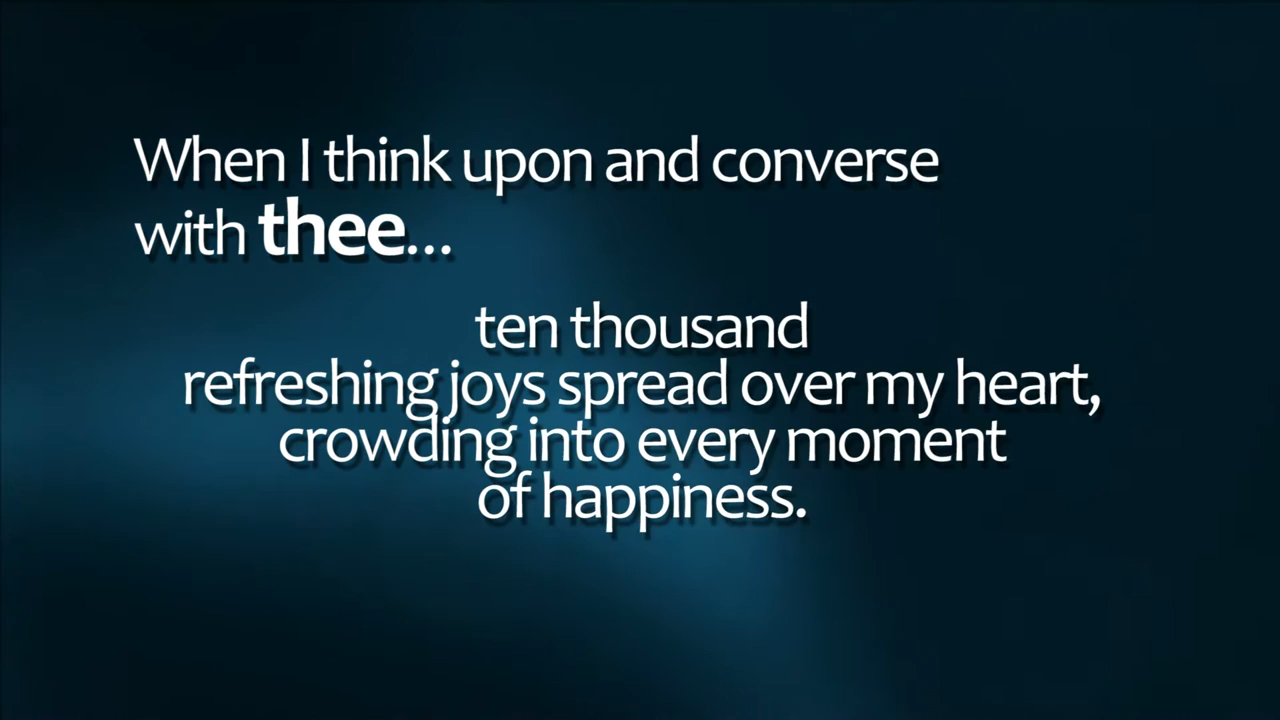 When I think upon and converse
with thee...
ten thousand
refreshing joys spread over my heart,
crowding into every moment
of happiness.